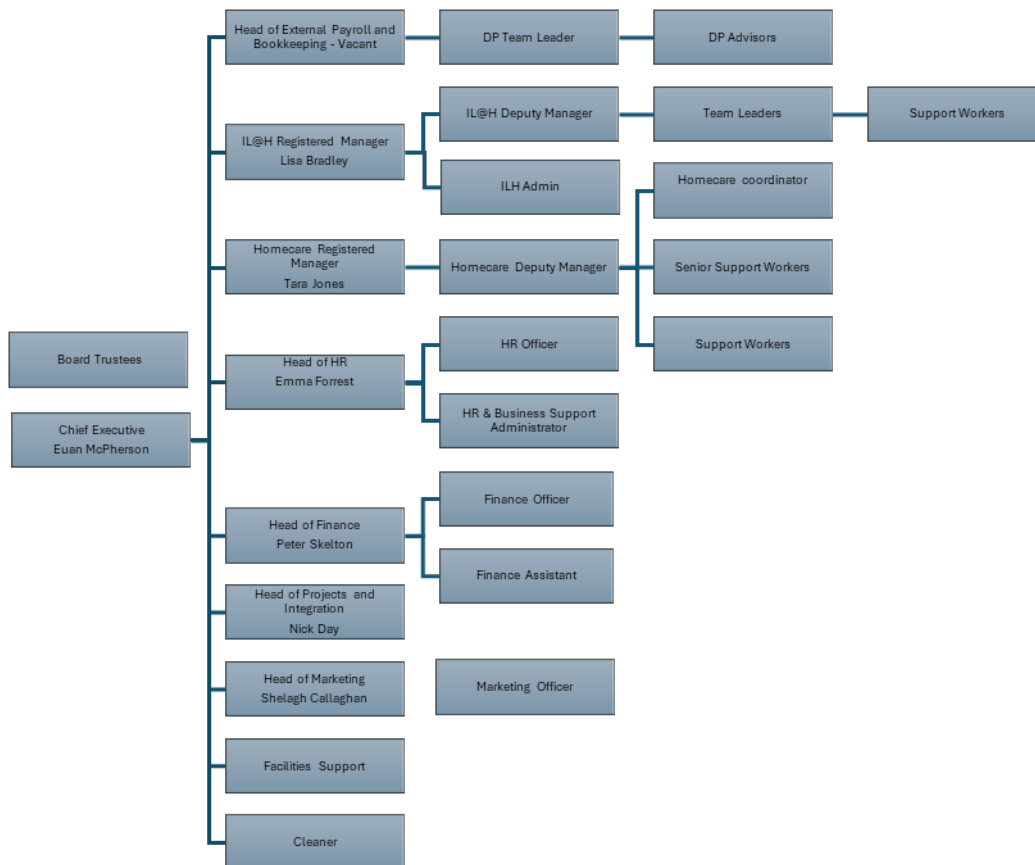 Head of External Payroll and
Bookkeeping - Vacant
DP Team Leader
DP Advisors
IL@H Registered Manager
Lisa Bradley
IL@H Deputy Manager
Team Leaders
Support Workers
ILH Admin
Homecare Registered
Manager
Tara Jones
Homecare Deputy Manager
Homecare coordinator
Senior Support Workers
Support Workers
Board Trustees
Chief Executive
Euan McPherson
Head of HR
Emma Forrest
HR Officer
HR & Business Support
Administrator
Head of Finance
Peter Skelton
Finance Officer
Finance Assistant
Head of Projects and
Integration
Nick Day
Head of Marketing
Shelagh Callaghan
Marketing Officer
Facilities Support
Cleaner